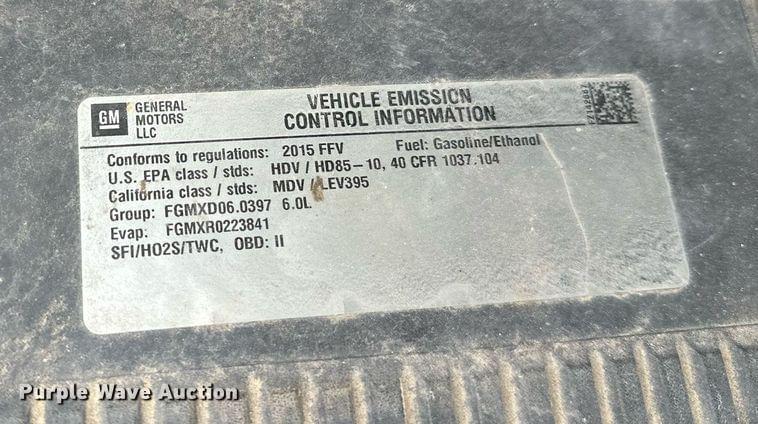 GM
GENERAL
MOTORS
LLC
VEHICLE EMISSION
CONTROL INFORMATION
Conforms to regulations: 2015 FFV Fuel: Gasoline/Ethanol
U.S. EPA class / stds: HDV / HD85-10, 40 CFR 1037.104
California class / stds: MDV / LEV395
Group: FGMXD06.0397 6.0L
Evap: FGMXR0223841
SFI/HO2S/TWC, OBD: II
Purple Wave Auction